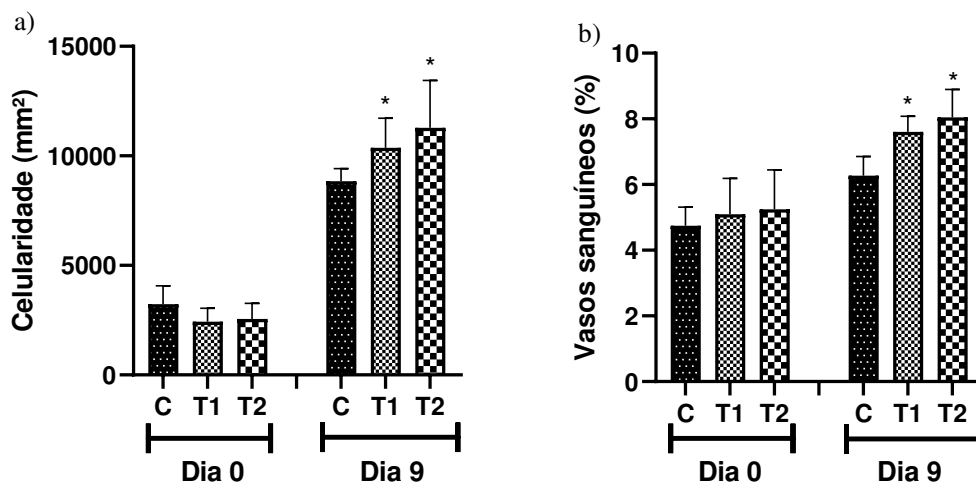 a)
Celularidade (mm²)
15000
10000
5000
0
*
*
C T1 T2 C T1 T2
Dia 0 Dia 9
b)
Vasos sanguíneos (%)
10
8
6
4
2
0
*
*
C T1 T2 C T1 T2
Dia 0 Dia 9